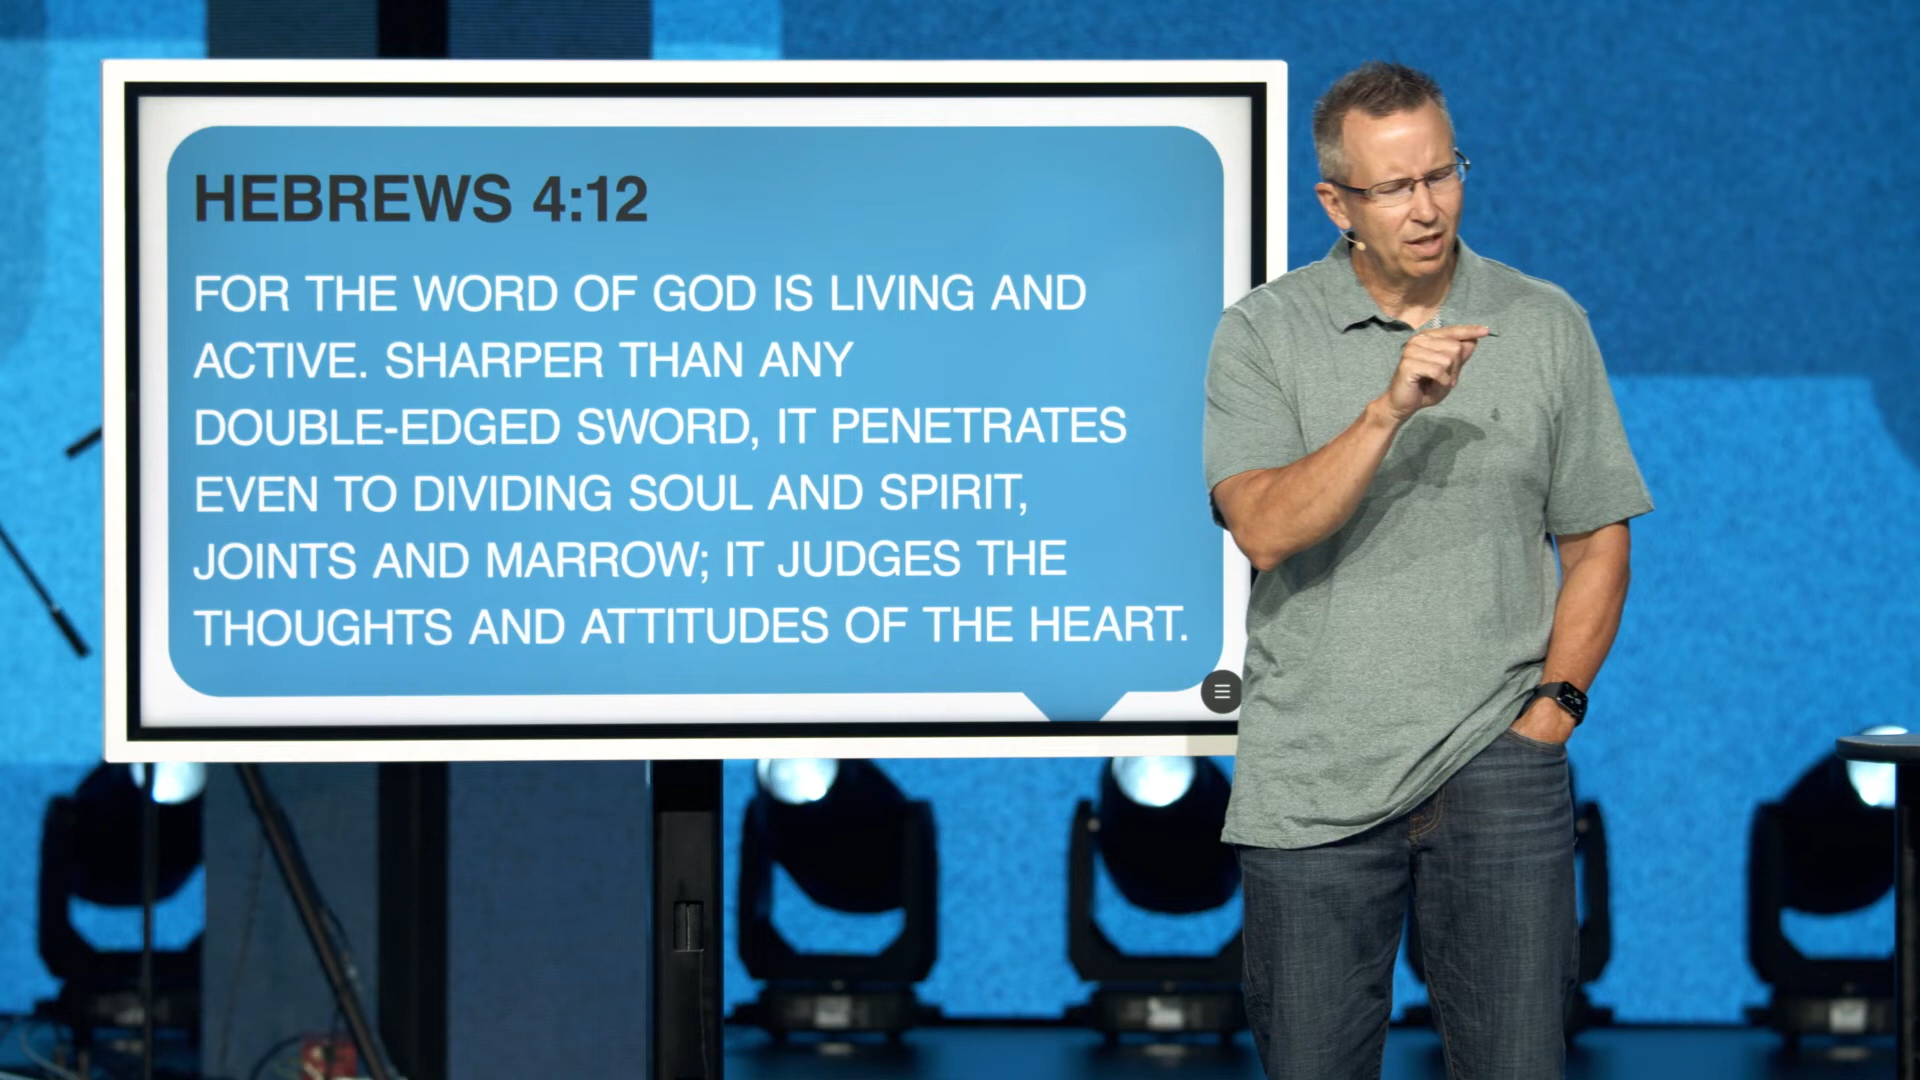 HEBREWS 4:12
FOR THE WORD OF GOD IS LIVING AND
ACTIVE. SHARPER THAN ANY
DOUBLE-EDGED SWORD, IT PENETRATES
EVEN TO DIVIDING SOUL AND SPIRIT,
JOINTS AND MARROW; IT JUDGES THE
THOUGHTS AND ATTITUDES OF THE HEART.